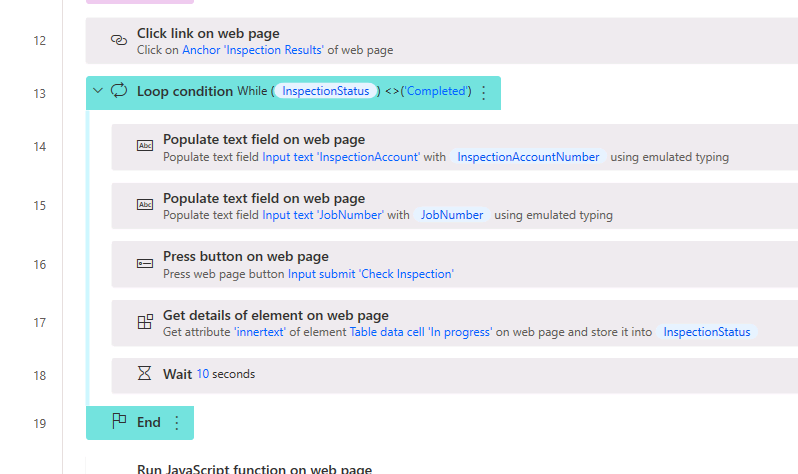 12
Click link on web page
Click on Anchor 'Inspection Results' of web page
13
Loop condition While ( InspectionStatus ) <>('Completed')
14
Abc
Populate text field on web page
Populate text field Input text 'InspectionAccount' with InspectionAccountNumber using emulated typing
15
Abc
Populate text field on web page
Populate text field Input text 'JobNumber' with JobNumber using emulated typing
16
Press button on web page
Press web page button Input submit 'Check Inspection'
17
Get details of element on web page
Get attribute 'innertext' of element Table data cell 'In progress' on web page and store it into InspectionStatus
18
Wait 10 seconds
19
End
Run JavaScript function on web page